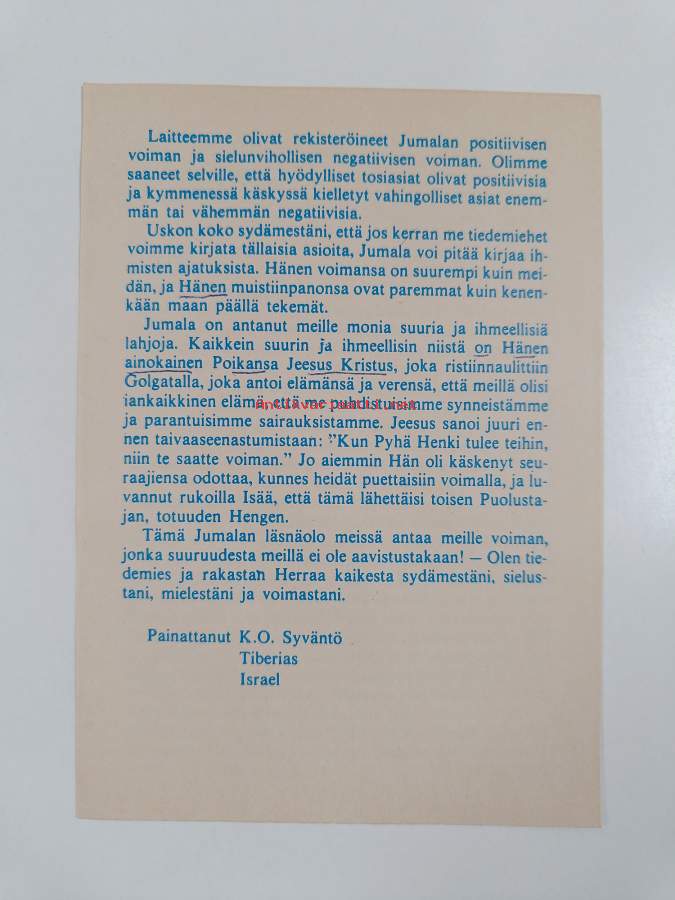 Laitteemme olivat rekisteröineet Jumalan positiivisen
voiman ja sielunvihollisen negatiivisen voiman. Olimme
saaneet selville, että hyödylliset tosiasiat olivat positiivisia
ja kymmenessä käskyssä kielletyt vahingolliset asiat enem-
män tai vähemmän negatiivisia.
Uskon koko sydämestäni, että jos kerran me tiedemiehet
voimme kirjata tällaisia asioita, Jumala voi pitää kirjaa ih-
misten ajatuksista. Hänen voimansa on suurempi kuin mei-
dän, ja Hänen muistiinpanonsa ovat paremmat kuin kenen-
kään maan päällä tekemät.
Jumala on antanut meille monia suuria ja ihmeellisiä
lahjoja. Kaikkein suurin ja ihmeellisin niistä on Hänen
ainokainen Poikansa Jeesus Kristus, joka ristiinnaulittiin
Golgatalla, joka antoi elämänsä ja verensä, että meillä olisi
iankaikkinen elämä, että me puhdistuisimme synneistämme
ja parantuisimme sairauksistamme. Jeesus sanoi juuri en-
nen taivaaseenastumistaan: "Kun Pyhä Henki tulee teihin,
niin te saatte voiman." Jo aiemmin Hän oli käskenyt seu-
raajiensa odottaa, kunnes heidät puettaisiin voimalla, ja lu-
vannut rukoilla Isää, että tämä lähettäisi toisen Puolusta-
jan, totuuden Hengen.
Tämä Jumalan läsnäolo meissä antaa meille voiman,
jonka suuruudesta meillä ei ole aavistustakaan! — Olen tie-
demies ja rakastan Herraa kaikesta sydämestäni, sielus-
tani, mielestäni ja voimastani.
Painattanut K.O. Syväntö
Tiberias
Israel